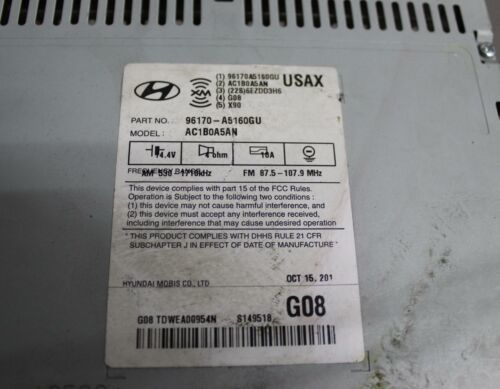 (1) 96170A5160GU
(2) AC1B0A5AN
(3) (228)6EZDD3H6
(4) G08
(5) X90
USAX
XM
PART NO. : 96170-A5160GU
MODEL : AC1B0A5AN
14.4V 4 ohm 10A
FREQUENCY RANGE
AM 530 -1710kHz FM 87.5-107.9 MHz
This device complies with part 15 of the FCC Rules.
Operation is Subject to the following two conditions :
(1) this device may not cause harmful interference, and
(2) this device must accept any interference received,
including interference that may cause undesired operation
*THIS PRODUCT COMPLIES WITH DHHS RULE 21 CFR
SUBCHAPTER J IN EFFECT OF DATE OF MANUFACTURE*
HYUNDAI MOBIS CO., LTD
OCT 15, 201
G08
G08 TDWEA00954N S149518